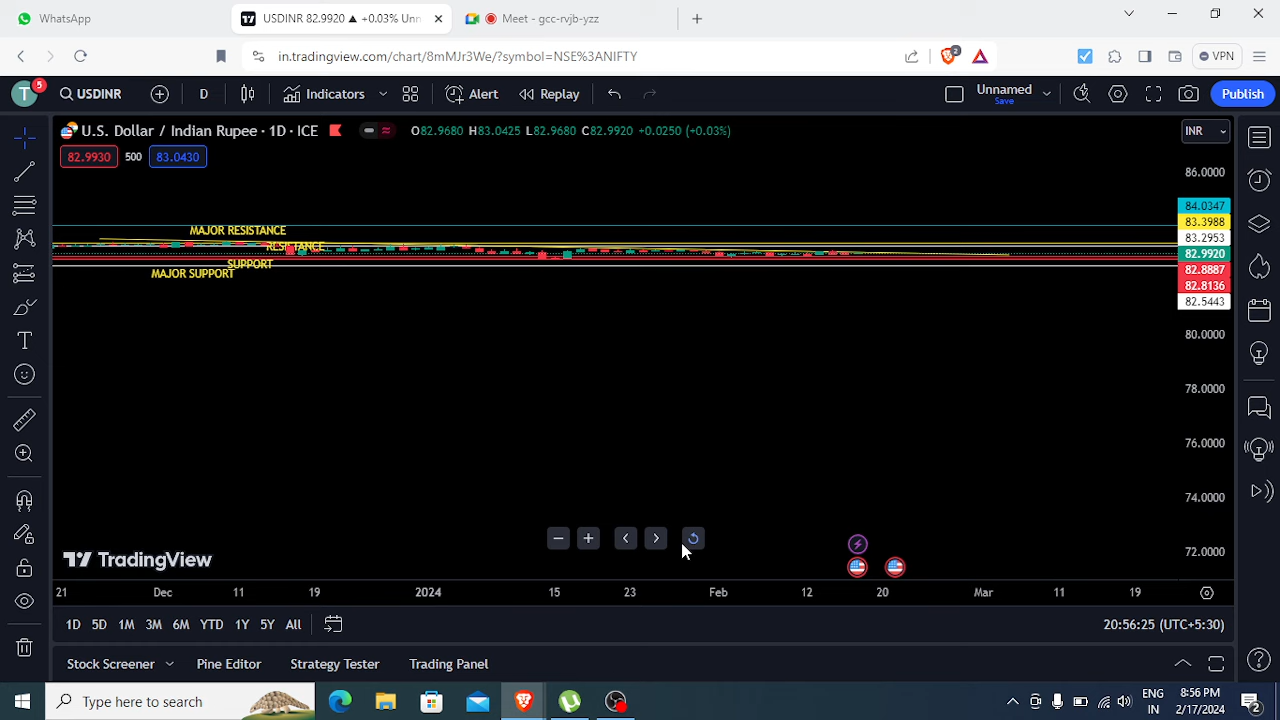 WhatsApp
USDINR 82.9920 ▲ +0.03% Unn
Meet - gcc-rvjb-yzz
in.tradingview.com/chart/8mMJr3We/?symbol=NSE%3ANIFTY
2
VPN
T
5
USDINR
D
Indicators
Alert
Replay
Unnamed
Save
Publish
U.S. Dollar / Indian Rupee · 1D · ICE
O82.9680 H83.0425 L82.9680 C82.9920 +0.0250 (+0.03%)
INR
82.9930
500
83.0430
86.0000
84.0347
83.3988
83.2953
82.9920
82.8887
82.8136
82.5443
80.0000
78.0000
76.0000
74.0000
72.0000
MAJOR RESISTANCE
RESISTANCE
SUPPORT
MAJOR SUPPORT
TradingView
21 Dec 11 19 2024 15 23 Feb 12 20 Mar 11 19
1D 5D 1M 3M 6M YTD 1Y 5Y All
20:56:25 (UTC+5:30)
Stock Screener
Pine Editor
Strategy Tester
Trading Panel
Type here to search
ENG
IN
8:56 PM
2/17/2024
2